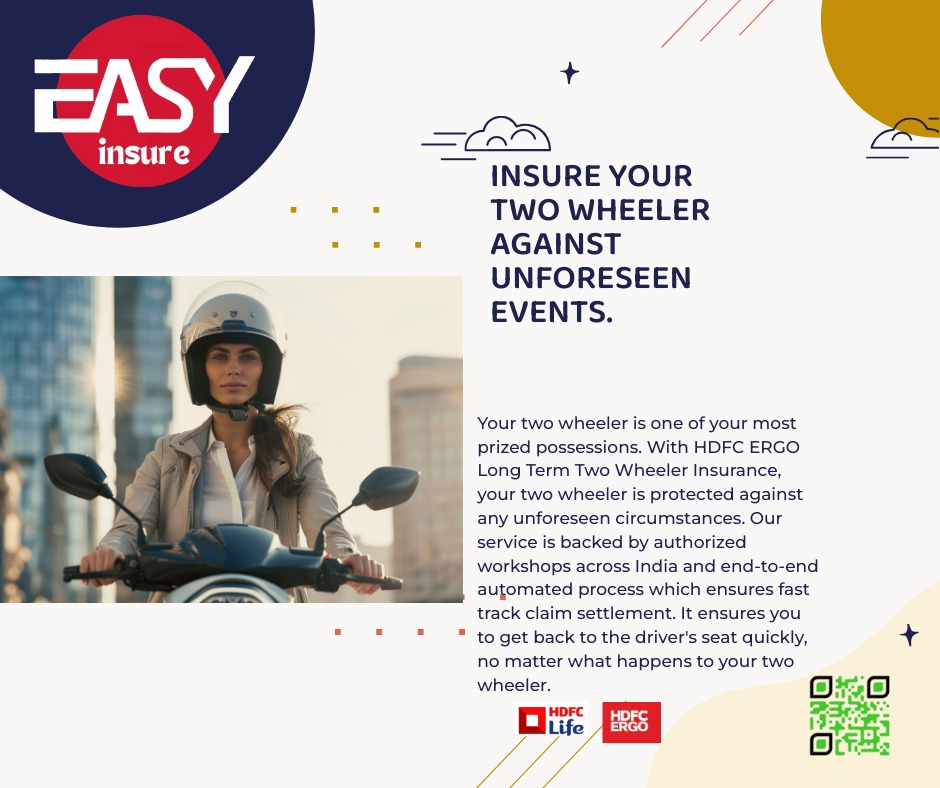 EASY
insure
INSURE YOUR
TWO WHEELER
AGAINST
UNFORESEEN
EVENTS.
Your two wheeler is one of your most
prized possessions. With HDFC ERGO
Long Term Two Wheeler Insurance,
your two wheeler is protected against
any unforeseen circumstances. Our
service is backed by authorized
workshops across India and end-to-end
automated process which ensures fast
track claim settlement. It ensures you
to get back to the driver's seat quickly,
no matter what happens to your two
wheeler.
HDFC
Life
HDFC
ERGO